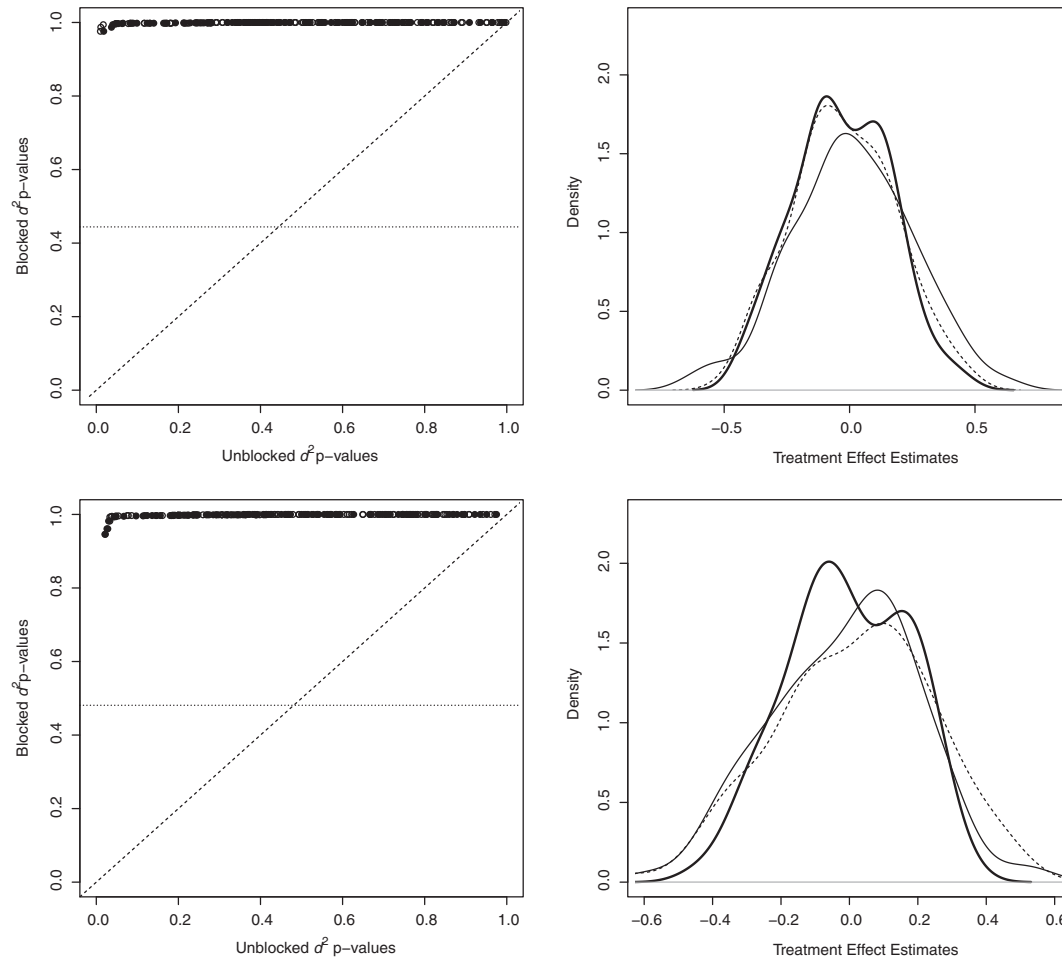 1.0
0.8
0.6
0.4
0.2
0.0
Blocked d² p−values
0.0 0.2 0.4 0.6 0.8 1.0
Unblocked d² p−values
2.0
1.5
1.0
0.5
0.0
Density
−0.5 0.0 0.5
Treatment Effect Estimates
1.0
0.8
0.6
0.4
0.2
0.0
Blocked d² p−values
0.0 0.2 0.4 0.6 0.8 1.0
Unblocked d² p−values
2.0
1.5
1.0
0.5
0.0
Density
−0.6 −0.4 −0.2 0.0 0.2 0.4
Treatment Effect Estimates